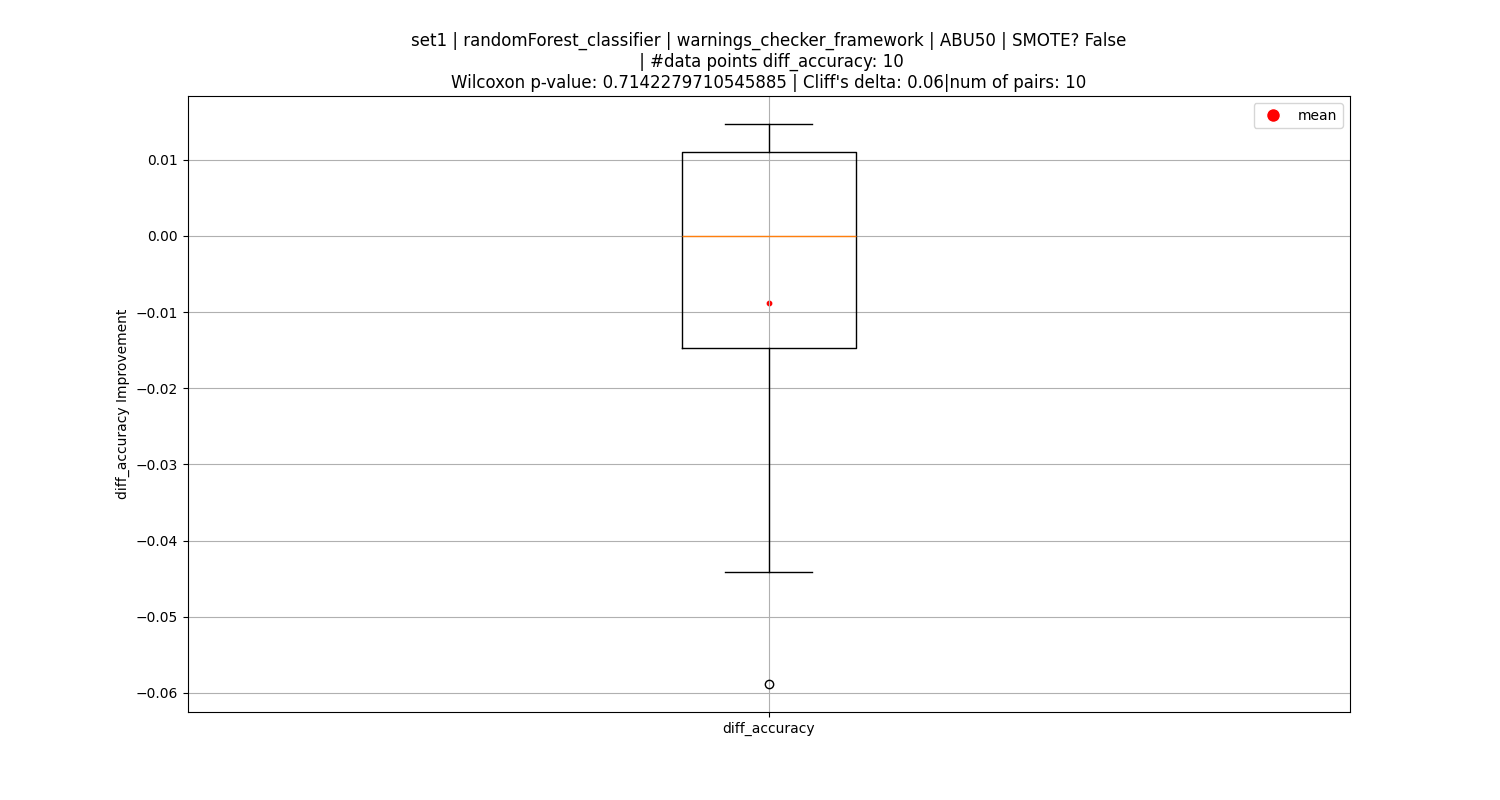 set1 | randomForest_classifier | warnings_checker_framework | ABU50 | SMOTE? False
| #data points diff_accuracy: 10
Wilcoxon p-value: 0.7142279710545885 | Cliff's delta: 0.06|num of pairs: 10
mean
0.01
0.00
−0.01
−0.02
−0.03
−0.04
−0.05
−0.06
diff_accuracy Improvement
diff_accuracy